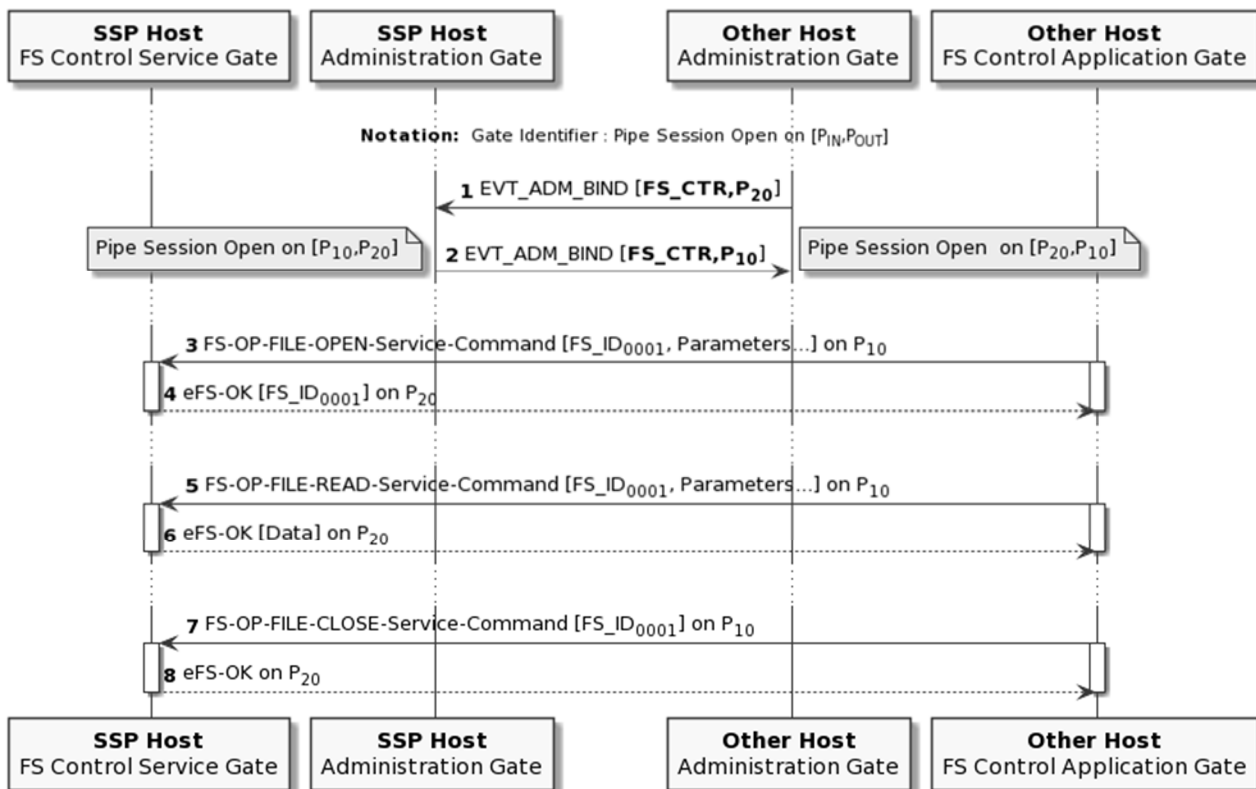 SSP Host
FS Control Service Gate
SSP Host
Administration Gate
Other Host
Administration Gate
Other Host
FS Control Application Gate
Notation: Gate Identifier : Pipe Session Open on [PIN,POUT]
1 EVT_ADM_BIND [FS_CTR,P20]
Pipe Session Open on [P10,P20]
2 EVT_ADM_BIND [FS_CTR,P10]
Pipe Session Open on [P20,P10]
3 FS-OP-FILE-OPEN-Service-Command [FS_ID0001, Parameters...] on P10
4 eFS-OK [FS_ID0001] on P20
5 FS-OP-FILE-READ-Service-Command [FS_ID0001, Parameters...] on P10
6 eFS-OK [Data] on P20
7 FS-OP-FILE-CLOSE-Service-Command [FS_ID0001] on P10
8 eFS-OK on P20
SSP Host
FS Control Service Gate
SSP Host
Administration Gate
Other Host
Administration Gate
Other Host
FS Control Application Gate